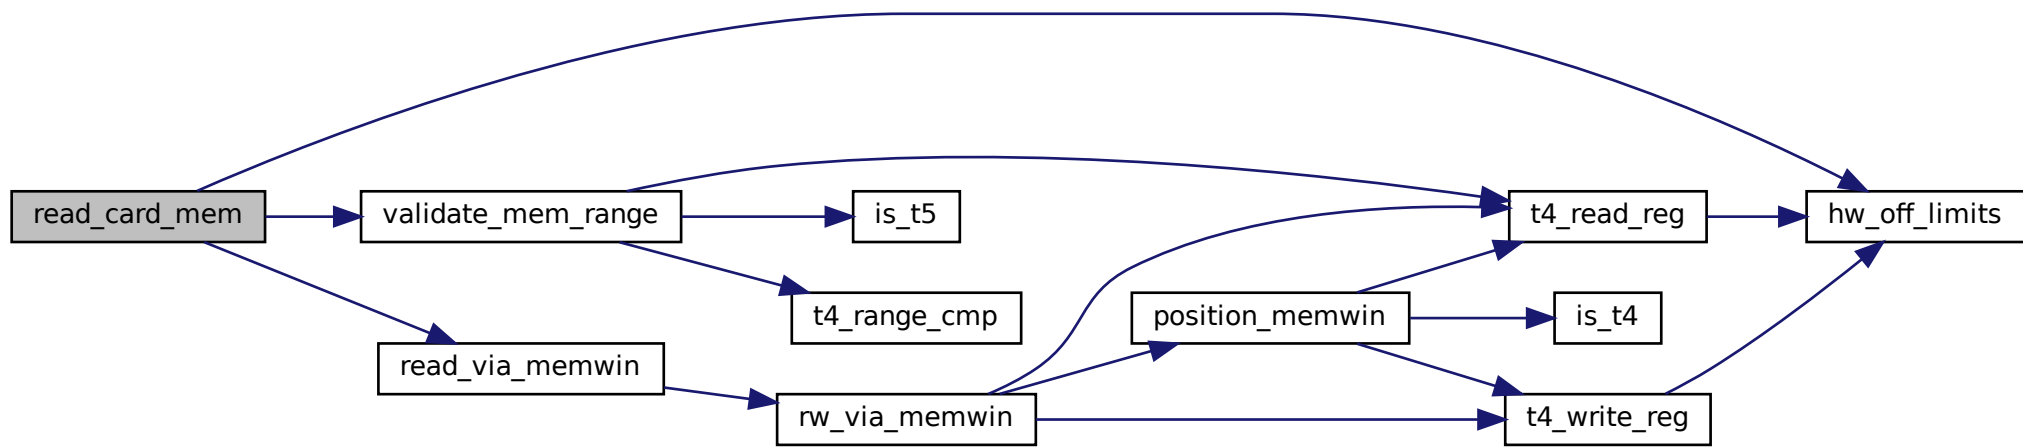 read_card_mem
validate_mem_range
is_t5
t4_read_reg
hw_off_limits
t4_range_cmp
position_memwin
is_t4
read_via_memwin
rw_via_memwin
t4_write_reg